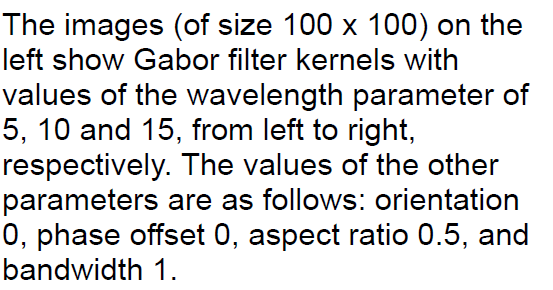 The images (of size 100 x 100) on the
left show Gabor filter kernels with
values of the wavelength parameter of
5, 10 and 15, from left to right,
respectively. The values of the other
parameters are as follows: orientation
0, phase offset 0, aspect ratio 0.5, and
bandwidth 1.